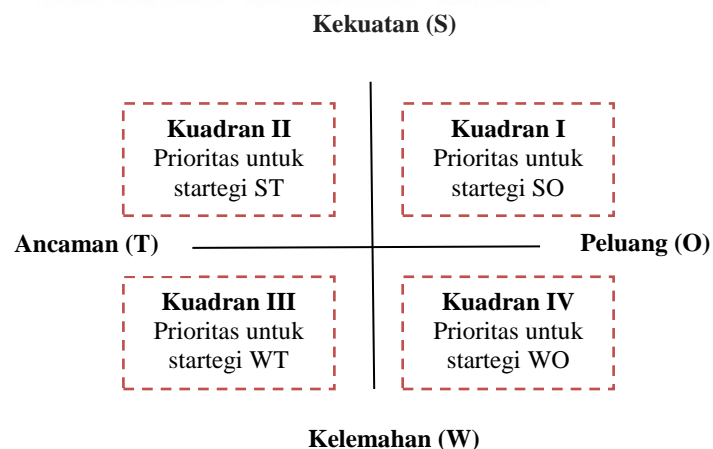 Kekuatan (S)
Kuadran II
Prioritas untuk
startegi ST
Kuadran I
Prioritas untuk
startegi SO
Ancaman (T)
Peluang (O)
Kuadran III
Prioritas untuk
startegi WT
Kuadran IV
Prioritas untuk
startegi WO
Kelemahan (W)